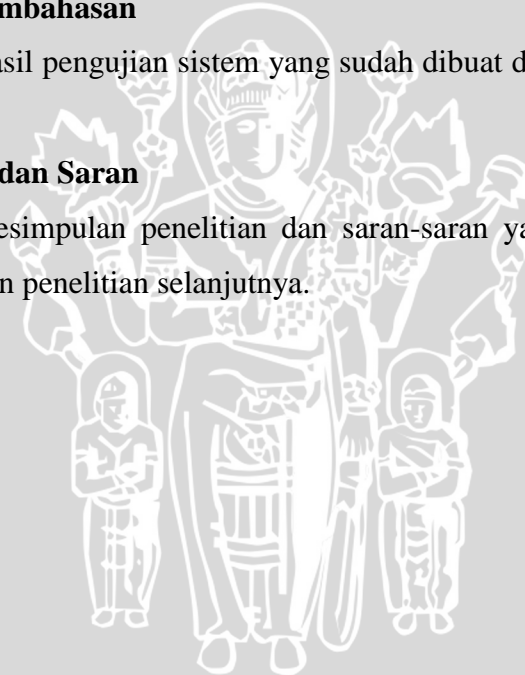 mbahasan
asil pengujian sistem yang sudah dibuat d
dan Saran
esimpulan penelitian dan saran-saran ya
n penelitian selanjutnya.